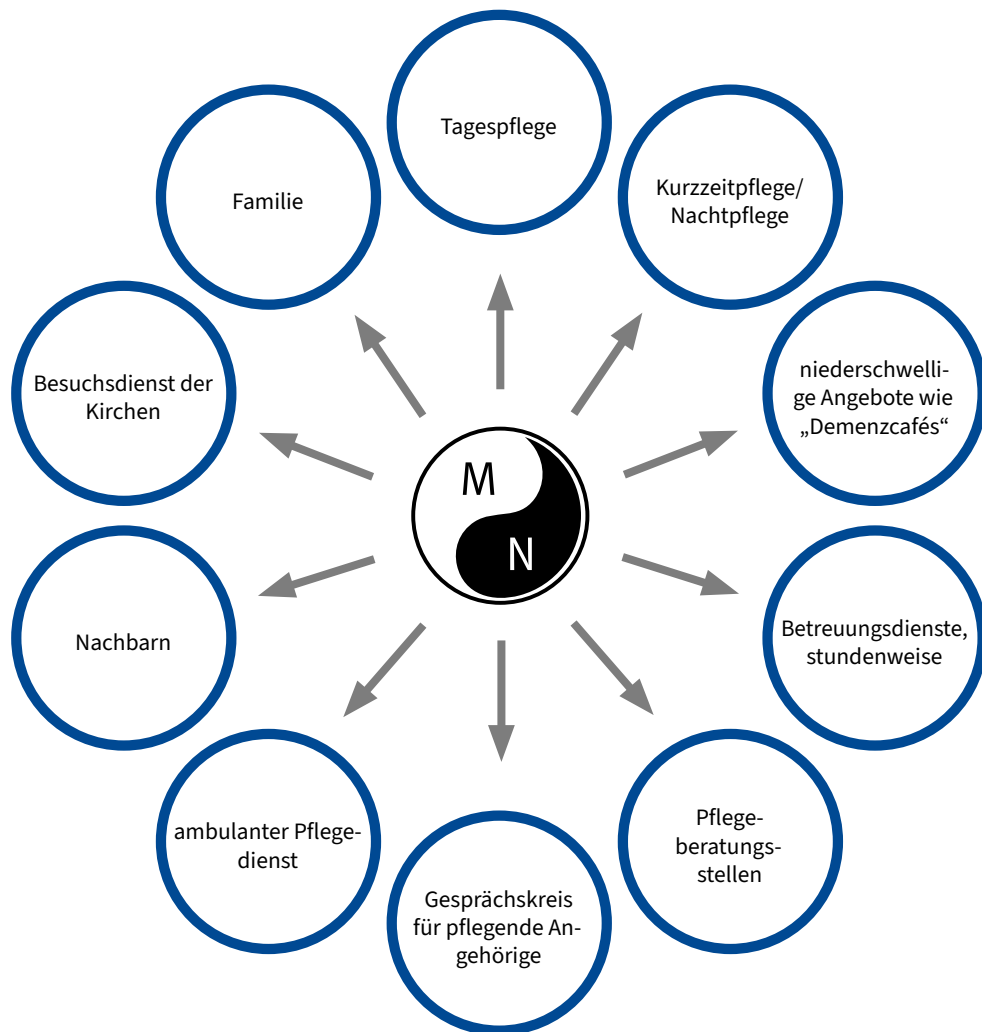 Tagespflege
Kurzzeitpflege/
Nachtpflege
niederschwelli-
ge Angebote wie
„Demenzcafés“
Betreuungsdienste,
stundenweise
Pflege-
beratungs-
stellen
Gesprächskreis
für pflegende An-
gehörige
ambulanter Pflege-
dienst
Nachbarn
Besuchsdienst der
Kirchen
Familie
M
N